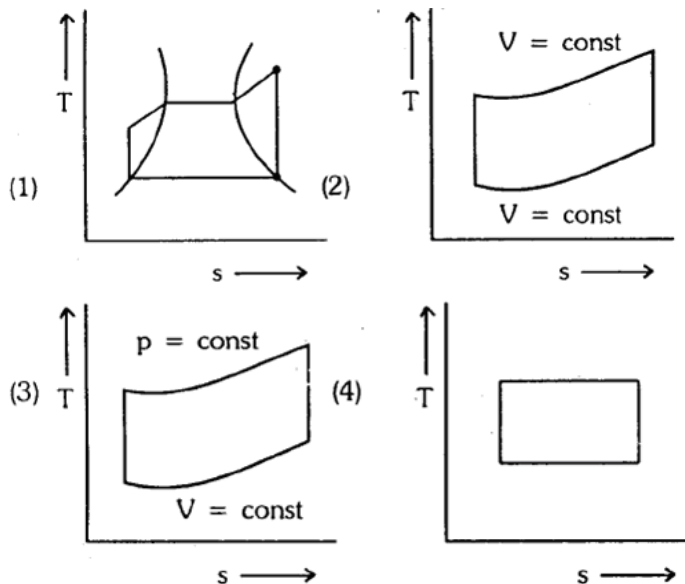 T
(1)
s
V = const
T
(2)
V = const
s
p = const
(3) T
V = const
s
(4) T
s